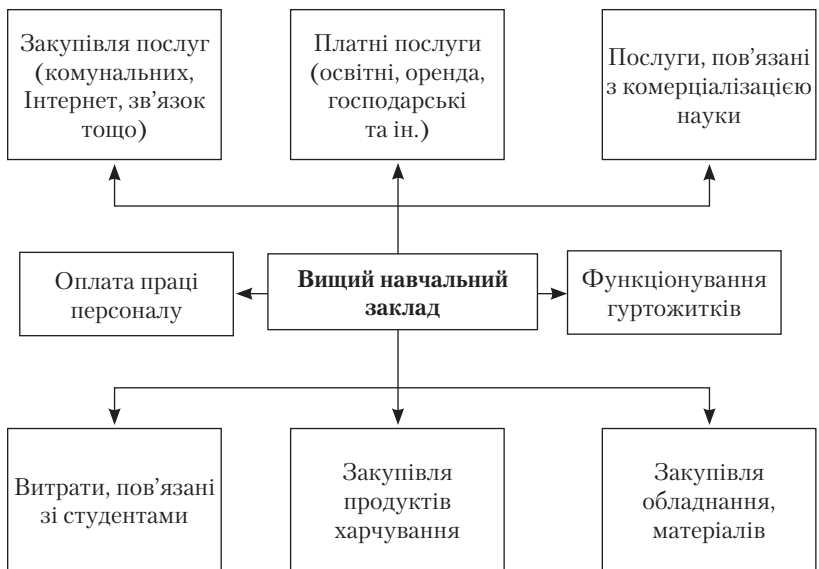 Закупівля послуг
(комунальних,
Інтернет, зв’язок
тощо)
Платні послуги
(освітні, оренда,
господарські
та ін.)
Послуги, пов’язані
з комерціалізацією
науки
Оплата праці
персоналу
Вищий навчальний
заклад
Функціонування
гуртожитків
Витрати, пов’язані
зі студентами
Закупівля
продуктів
харчування
Закупівля
обладнання,
матеріалів